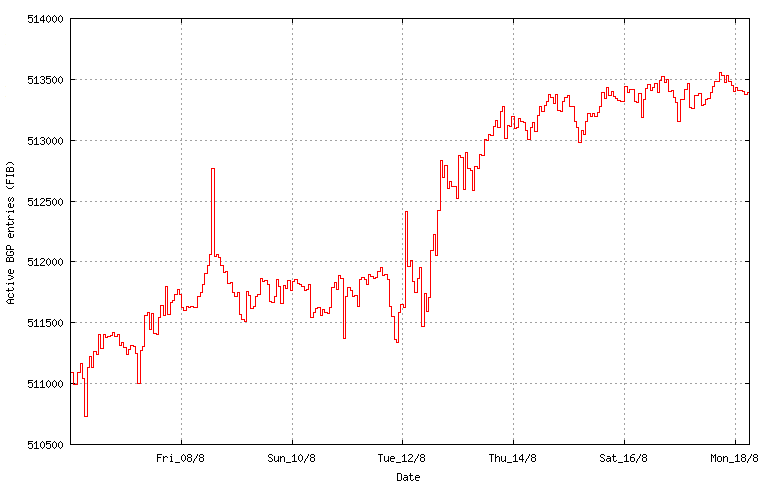 514000
513500
513000
512500
512000
511500
511000
510500
Active BGP entries (FIB)
Fri_08/8 Sun_10/8 Tue_12/8 Thu_14/8 Sat_16/8 Mon_18/8
Date